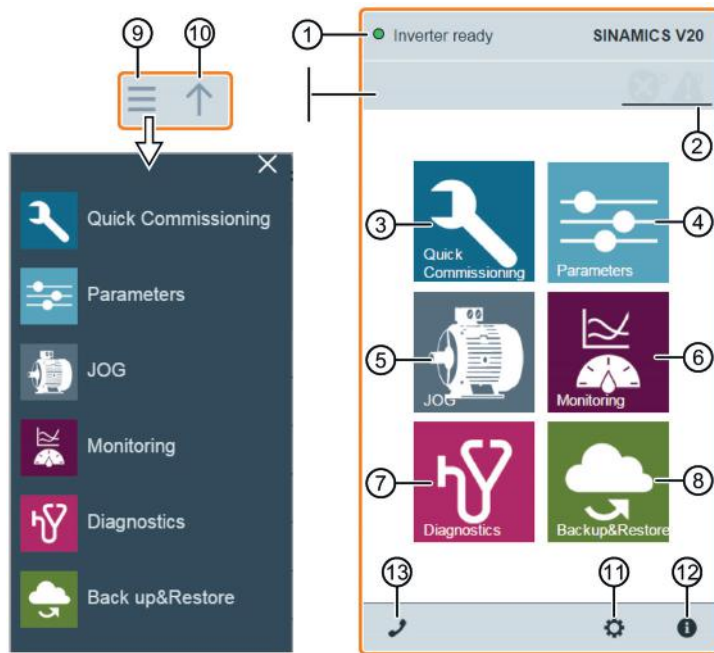 9
10
Quick Commissioning
Parameters
JOG
Monitoring
Diagnostics
Back up&Restore
1
Inverter ready
SINAMICS V20
2
3
Quick
Commissioning
4
Parameters
5
JOG
6
Monitoring
7
Diagnostics
8
Backup&Restore
13
11
12